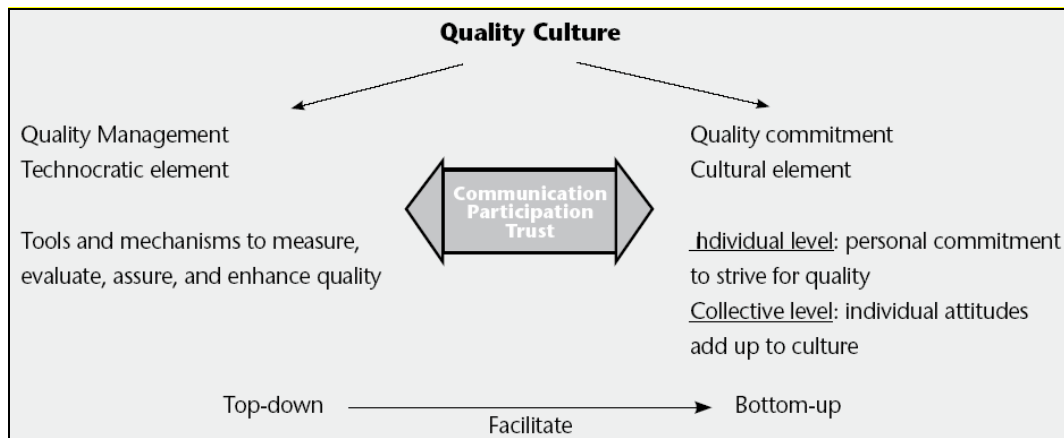 Quality Culture
Quality Management
Technocratic element
Tools and mechanisms to measure,
evaluate, assure, and enhance quality
Communication
Participation
Trust
Quality commitment
Cultural element
Individual level: personal commitment
to strive for quality
Collective level: individual attitudes
add up to culture
Top-down
Facilitate
Bottom-up